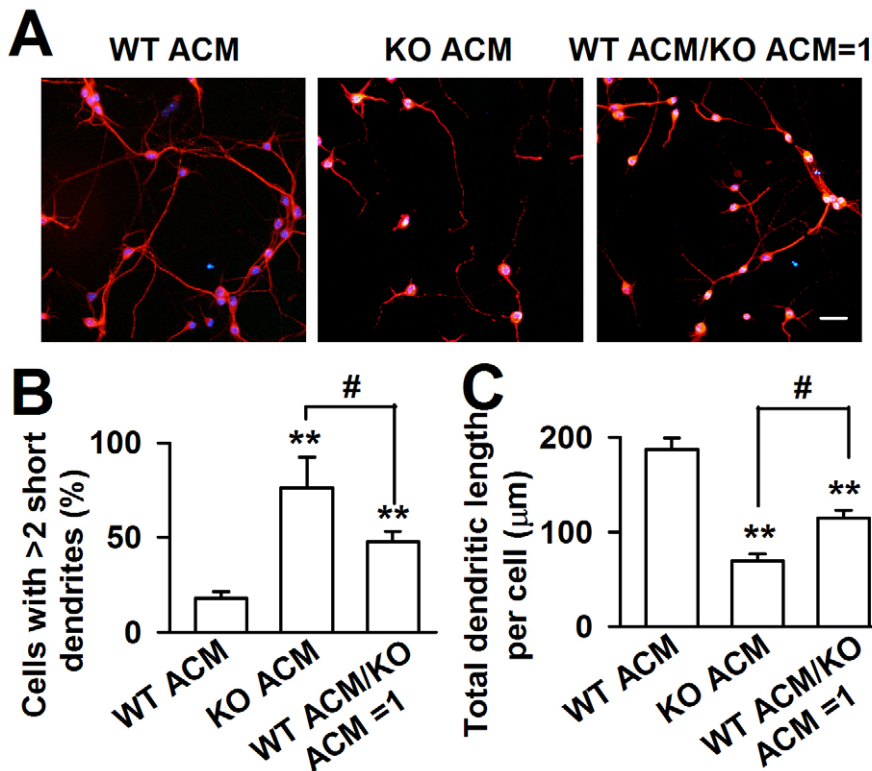 A
WT ACM
KO ACM
WT ACM/KO ACM=1
B
Cells with >2 short
dendrites (%)
100
50
0
**
**
#
WT ACM
KO ACM
WT ACM/KO
ACM =1
C
Total dendritic length
per cell (μm)
200
100
0
**
**
#
WT ACM
KO ACM
WT ACM/KO
ACM =1